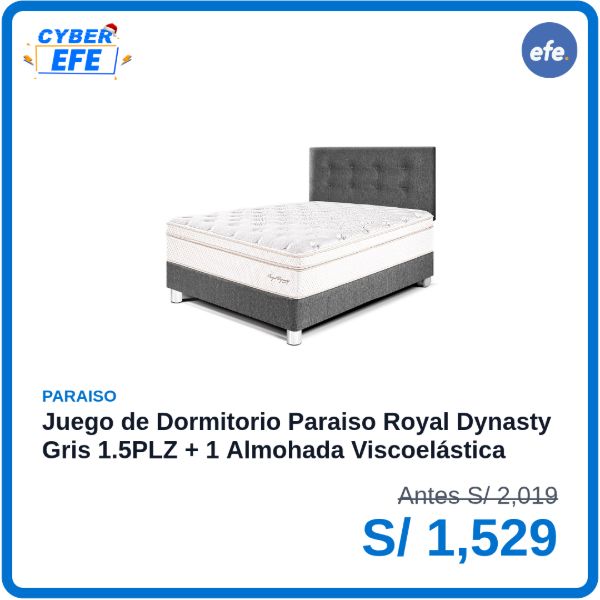 CYBER
EFE
efe.
PARAISO
Juego de Dormitorio Paraiso Royal Dynasty
Gris 1.5PLZ + 1 Almohada Viscoelástica
Antes S/ 2,019
S/ 1,529